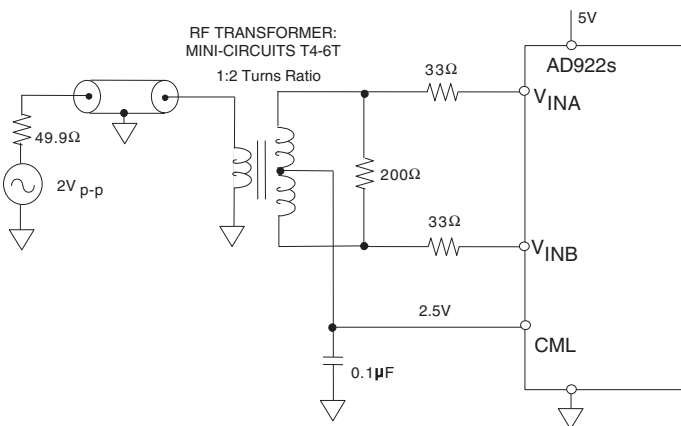 RF TRANSFORMER:
MINI-CIRCUITS T4-6T
1:2 Turns Ratio
5V
AD922s
33Ω
VINA
49.9Ω
2V p-p
200Ω
33Ω
VINB
2.5V
CML
0.1µF